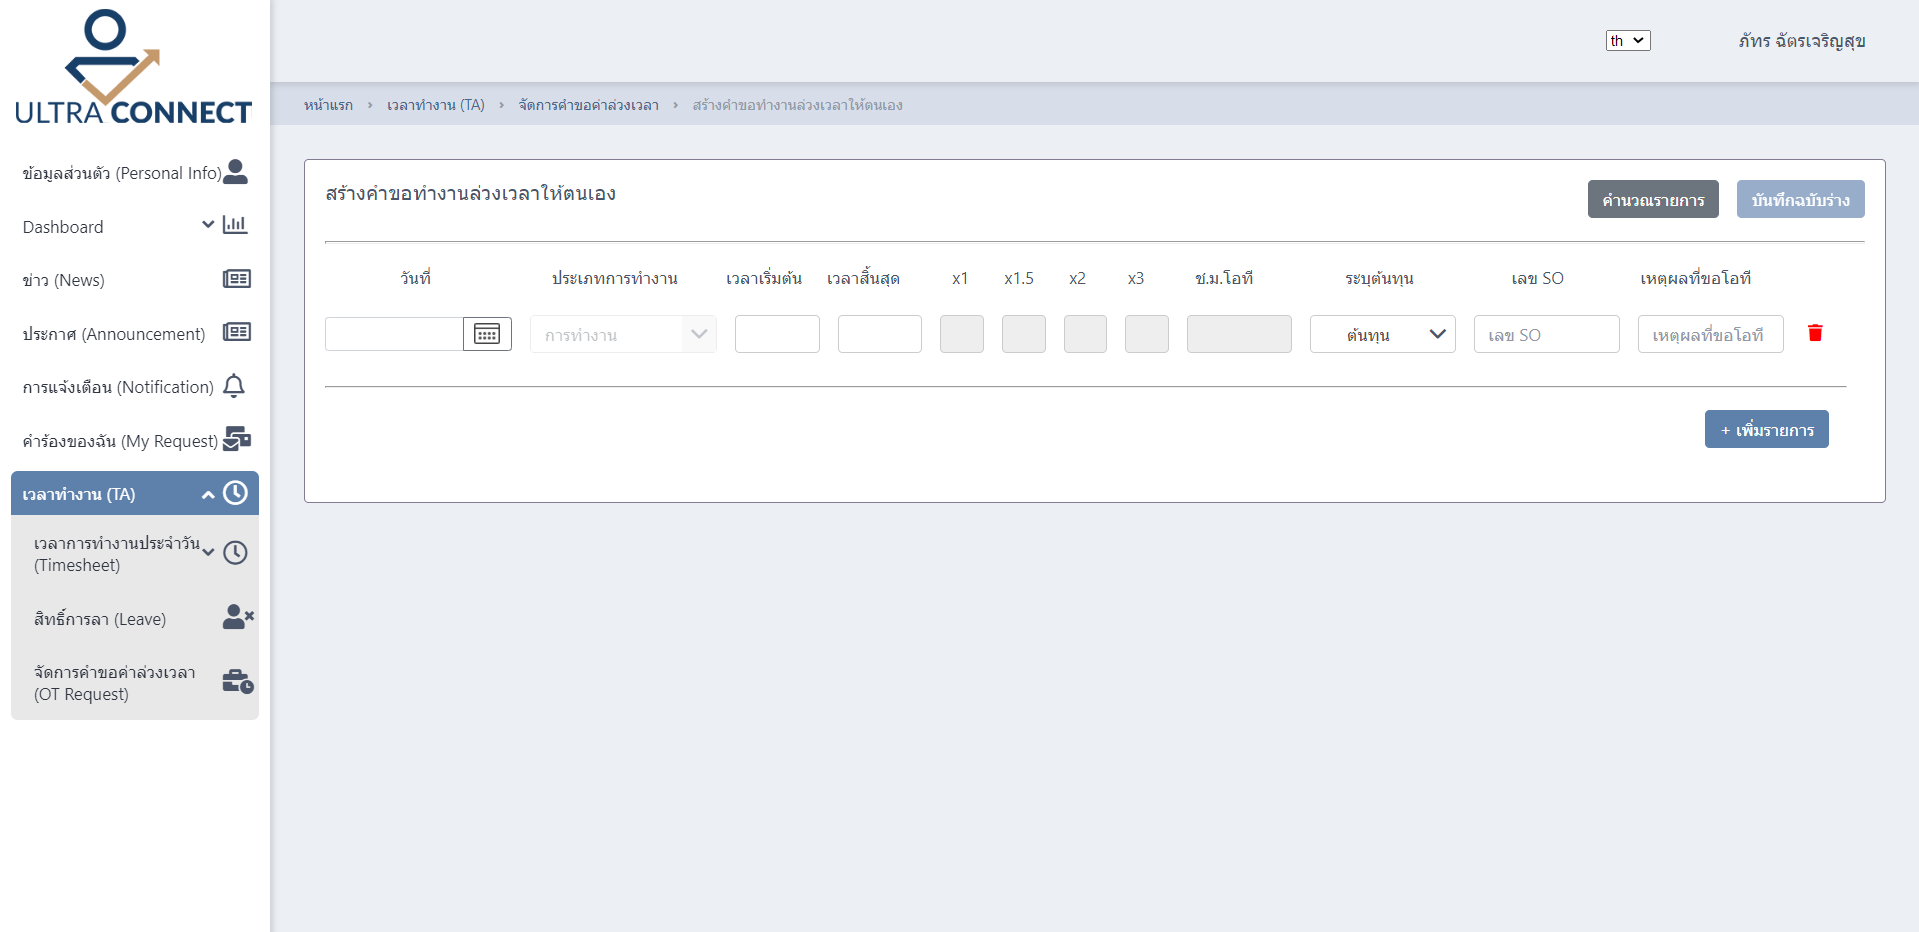 ULTRA CONNECT
th
ภัทร ฉัตรเจริญสุข
หน้าแรก › เวลาทำงาน (TA) › จัดการคำขอค่าล่วงเวลา › สร้างคำขอทำงานล่วงเวลาให้ตนเอง
ข้อมูลส่วนตัว (Personal Info)
Dashboard
ข่าว (News)
ประกาศ (Announcement)
การแจ้งเตือน (Notification)
คำร้องของฉัน (My Request)
เวลาทำงาน (TA)
เวลาการทำงานประจำวัน
(Timesheet)
สิทธิ์การลา (Leave)
จัดการคำขอค่าล่วงเวลา
(OT Request)
สร้างคำขอทำงานล่วงเวลาให้ตนเอง
คำนวณรายการ
บันทึกฉบับร่าง
วันที่ ประเภทการทำงาน เวลาเริ่มต้น เวลาสิ้นสุด x1 x1.5 x2 x3 ช.ม.โอที ระบุต้นทุน เลข SO เหตุผลที่ขอโอที
การทำงาน ต้นทุน เลข SO เหตุผลที่ขอโอที
+ เพิ่มรายการ